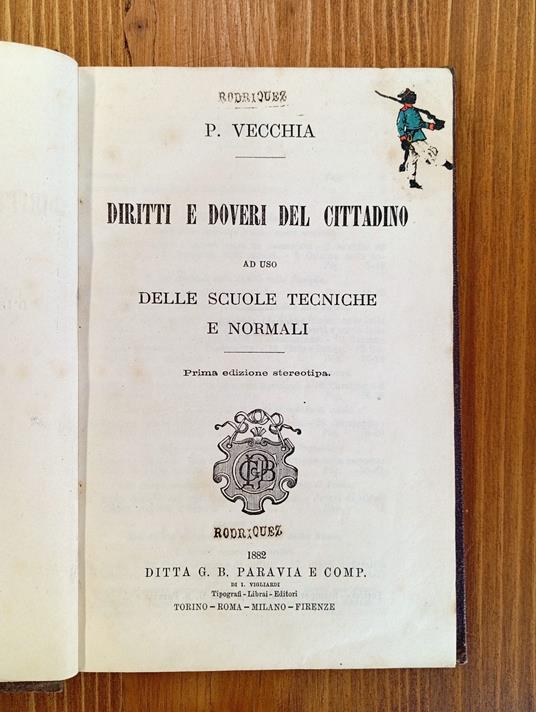 RODRIQUEZ
P. VECCHIA
DIRITTI E DOVERI DEL CITTADINO
AD USO
DELLE SCUOLE TECNICHE
E NORMALI
Prima edizione stereotipa.
RODRIQUEZ
1882
DITTA G. B. PARAVIA E COMP.
DI I. VIGLIARDI
Tipografi - Librai - Editori
TORINO – ROMA – MILANO – FIRENZE